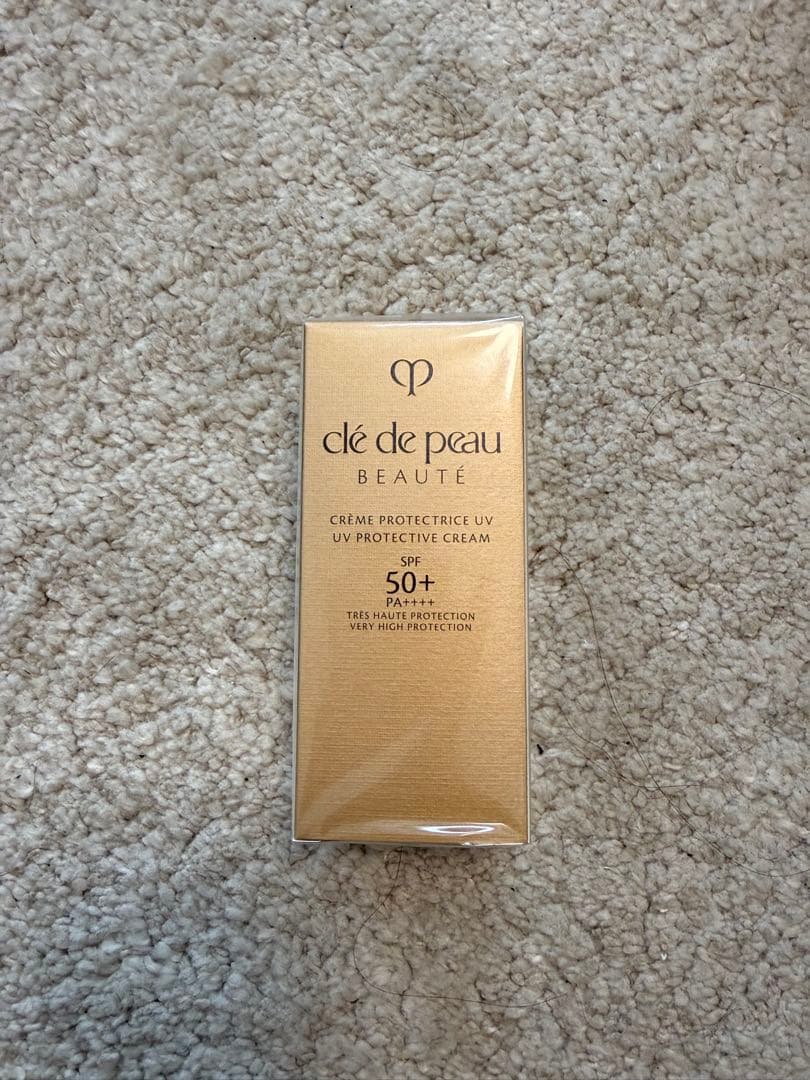 clé de peau
BEAUTÉ
CRÈME PROTECTRICE UV
UV PROTECTIVE CREAM
SPF
50+
PA++++
TRÈS HAUTE PROTECTION
VERY HIGH PROTECTION